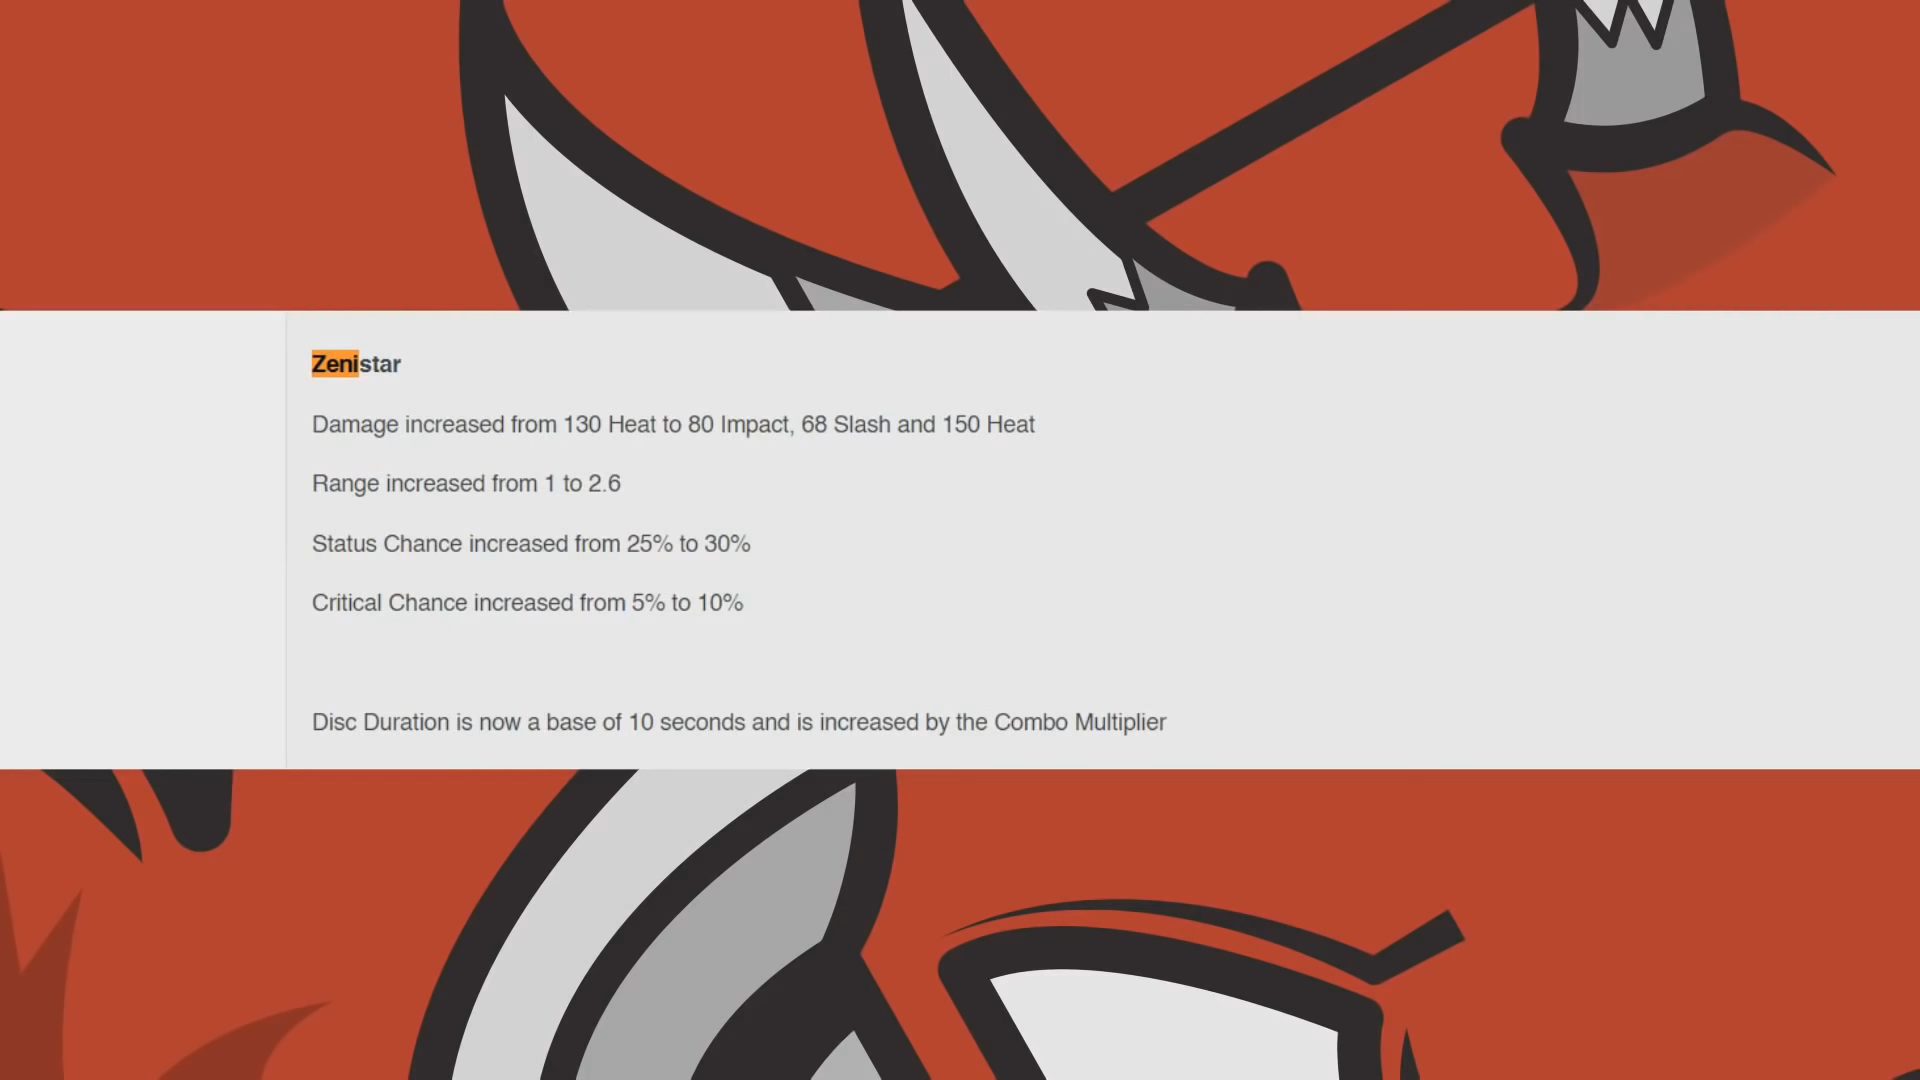 Zenistar
Damage increased from 130 Heat to 80 Impact, 68 Slash and 150 Heat
Range increased from 1 to 2.6
Status Chance increased from 25% to 30%
Critical Chance increased from 5% to 10%
Disc Duration is now a base of 10 seconds and is increased by the Combo Multiplier